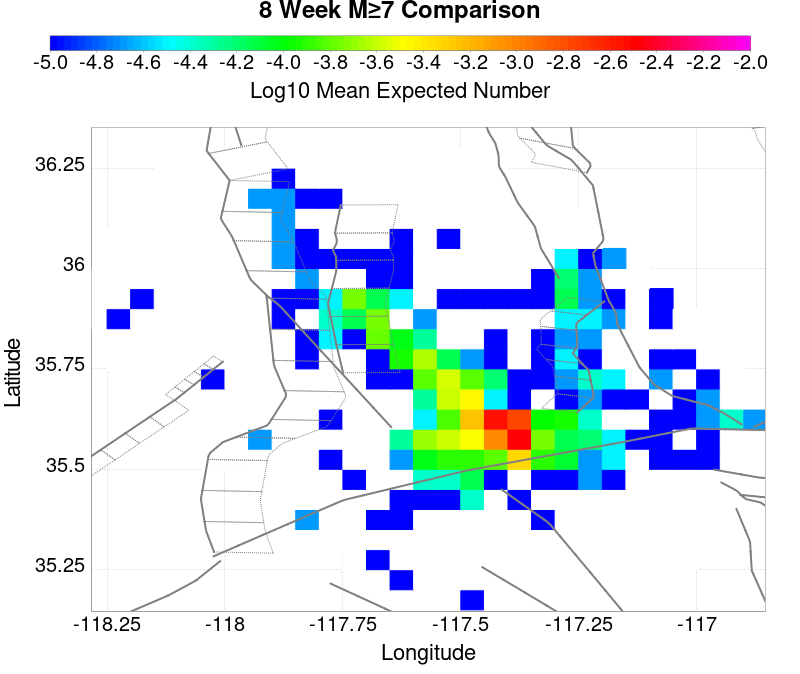 8 Week M≥7 Comparison
-5.0 -4.8 -4.6 -4.4 -4.2 -4.0 -3.8 -3.6 -3.4 -3.2 -3.0 -2.8 -2.6 -2.4 -2.2 -2.0
Log10 Mean Expected Number
36.25
36
35.75
35.5
35.25
Latitude
-118.25 -118 -117.75 -117.5 -117.25 -117
Longitude